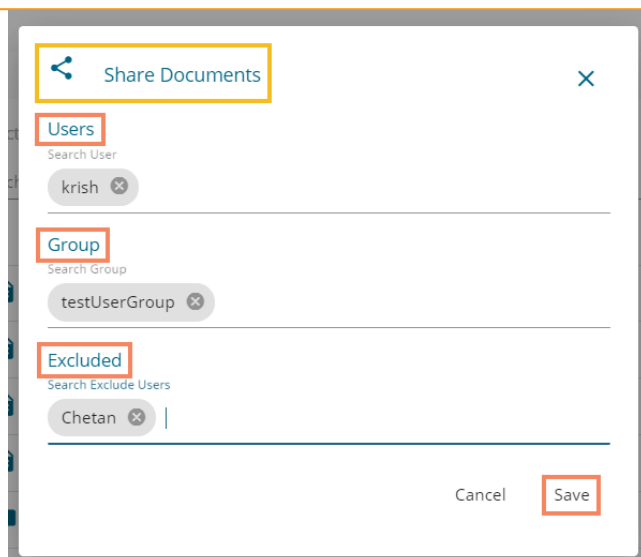 Share Documents
Users
Search User
krish
Group
Search Group
testUserGroup
Excluded
Search Exclude Users
Chetan
Cancel Save